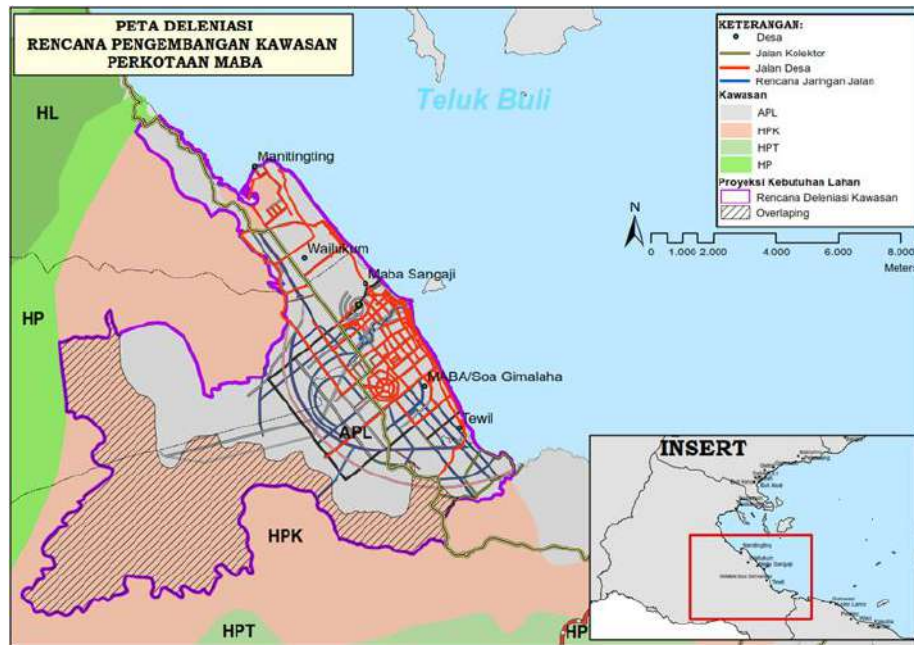 PETA DELENIASI
RENCANA PENGEMBANGAN KAWASAN
PERKOTAAN MABA
KETERANGAN:
Desa
Jalan Kolektor
Jalan Desa
Rencana Jaringan Jalan
Kawasan
APL
HPK
HPT
HP
Proyeksi Kebutuhan Lahan
Rencana Deleniasi Kawasan
Overlaping
N
0 1.000 2.000 4.000 6.000 8.000
Meters
Teluk Buli
HL
Manitingting
Wailukum
Maba Sangaji
HP
MABA/Soa Gimalaha
Tewil
APL
HPK
HPT
HP
INSERT
Tewil